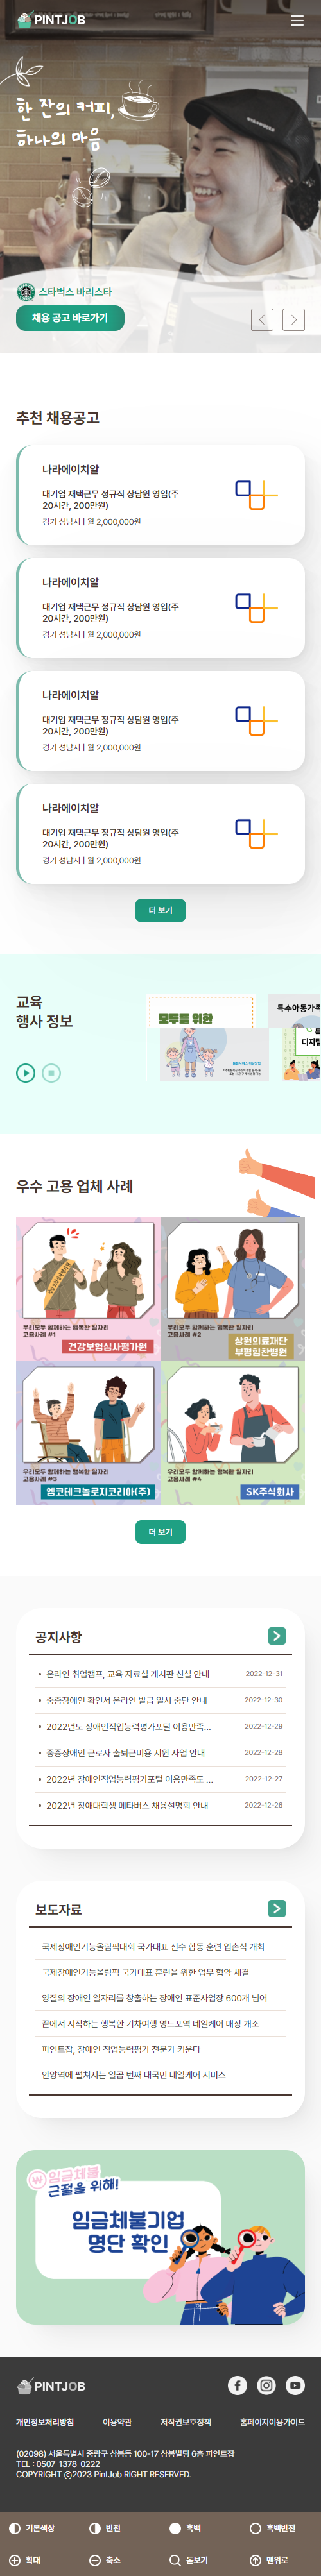 PINTJOB
한 잔의 커피,
하나의 마음
스타벅스 바리스타
채용 공고 바로가기
추천 채용공고
나라에이치알
대기업 재택근무 정규직 상담원 영입(주
20시간, 200만원)
경기 성남시 | 월 2,000,000원
나라에이치알
대기업 재택근무 정규직 상담원 영입(주
20시간, 200만원)
경기 성남시 | 월 2,000,000원
나라에이치알
대기업 재택근무 정규직 상담원 영입(주
20시간, 200만원)
경기 성남시 | 월 2,000,000원
나라에이치알
대기업 재택근무 정규직 상담원 영입(주
20시간, 200만원)
경기 성남시 | 월 2,000,000원
더 보기
교육
행사 정보
모두를 위한
특수아동가족
디지털
우수 고용 업체 사례
우리모두 함께하는 행복한 일자리
고용사례 #1
건강보험심사평가원
우리모두 함께하는 행복한 일자리
고용사례 #2
상원의료재단
부평힘찬병원
우리모두 함께하는 행복한 일자리
고용사례 #3
엠코테크놀로지코리아(주)
우리모두 함께하는 행복한 일자리
고용사례 #4
SK주식회사
더 보기
공지사항
온라인 취업캠프, 교육 자료실 게시판 신설 안내 2022-12-31
중증장애인 확인서 온라인 발급 일시 중단 안내 2022-12-30
2022년도 장애인직업능력평가포털 이용만족... 2022-12-29
중증장애인 근로자 출퇴근비용 지원 사업 안내 2022-12-28
2022년 장애인직업능력평가포털 이용만족도 ... 2022-12-27
2022년 장애대학생 메타버스 채용설명회 안내 2022-12-26
보도자료
국제장애인기능올림픽대회 국가대표 선수 합동 훈련 입촌식 개최
국제장애인기능올림픽 국가대표 훈련을 위한 업무 협약 체결
양질의 장애인 일자리를 창출하는 장애인 표준사업장 600개 넘어
끝에서 시작하는 행복한 기차여행 영드포역 네일케어 매장 개소
파인트잡, 장애인 직업능력평가 전문가 키운다
안양역에 펼쳐지는 일곱 번째 대국민 네일케어 서비스
임금체불
근절을 위해!
임금체불기업
명단 확인
PINTJOB
개인정보처리방침 이용약관 저작권보호정책 홈페이지이용가이드
(02098) 서울특별시 중랑구 상봉동 100-17 상봉빌딩 6층 파인트잡
TEL : 0507-1378-0222
COPYRIGHT ⓒ2023 PintJob RIGHT RESERVED.
기본색상 반전 흑백 흑백반전
확대 축소 돋보기 맨위로